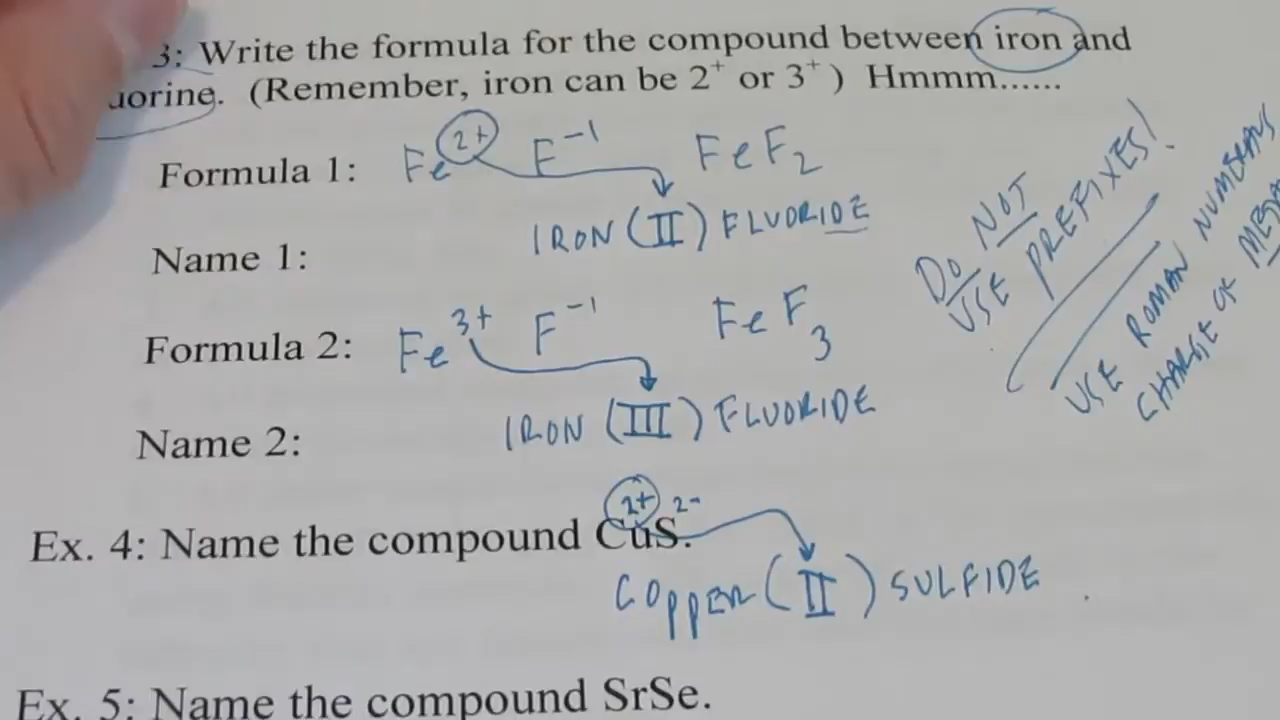 3: Write the formula for the compound between iron and
uorine. (Remember, iron can be 2⁺ or 3⁺ ) Hmmm......
Formula 1: Fe²⁺ F⁻¹ FeF₂
Name 1: IRON (II) FLUORIDE
Formula 2: Fe³⁺ F⁻¹ FeF₃
Name 2: IRON (III) FLUORIDE
DO NOT
USE PREFIXES!
USE ROMAN NUMERALS
CHARGE OF
2+ 2-
Ex. 4: Name the compound CuS.
COPPER (II) SULFIDE
Ex. 5: Name the compound SrSe.